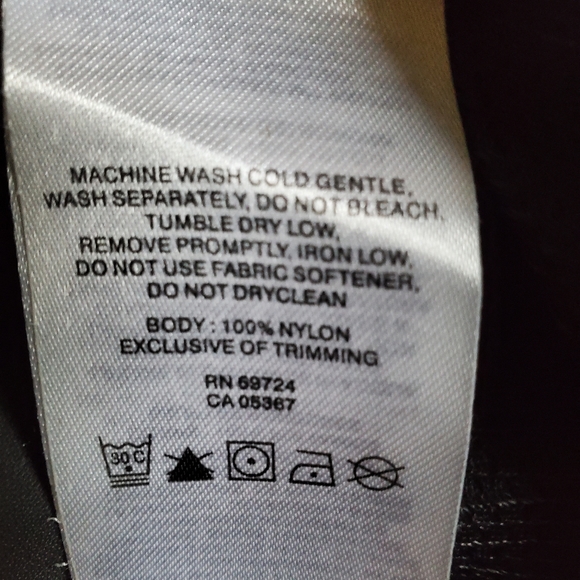 MACHINE WASH COLD GENTLE,
WASH SEPARATELY, DO NOT BLEACH,
TUMBLE DRY LOW,
REMOVE PROMPTLY, IRON LOW,
DO NOT USE FABRIC SOFTENER,
DO NOT DRYCLEAN
BODY : 100% NYLON
EXCLUSIVE OF TRIMMING
RN 69724
CA 05367
30 C